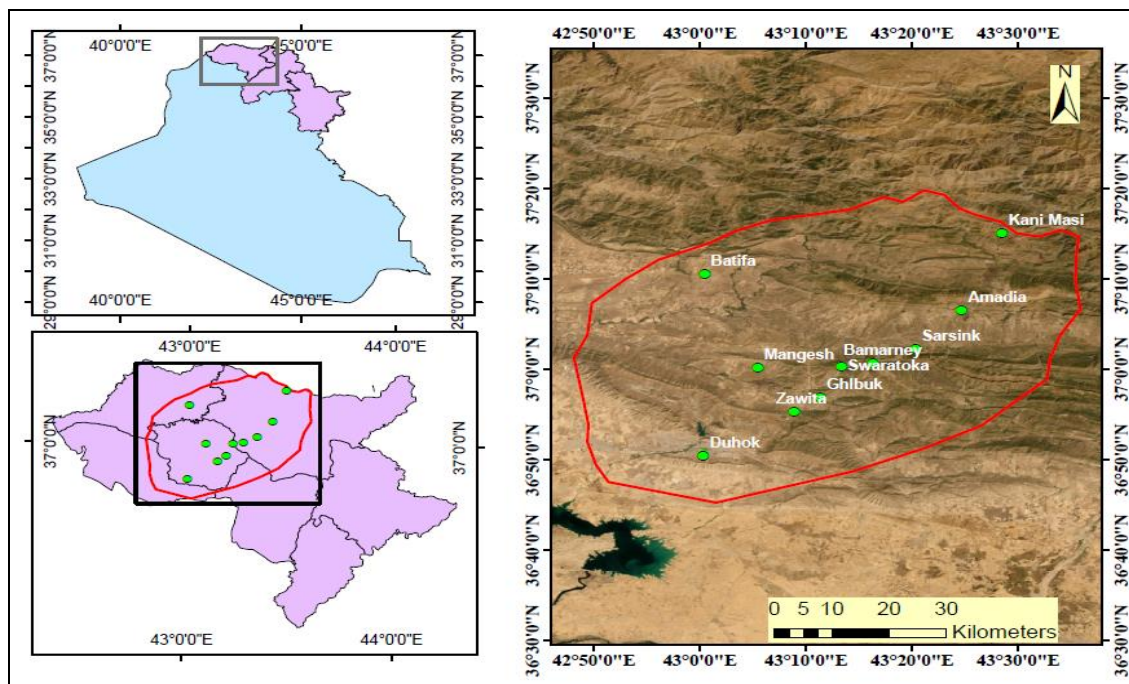 40°0'0"E 45°0'0"E
37°0'0"N
35°0'0"N
33°0'0"N
31°0'0"N
29°0'0"N
37°0'0"N
35°0'0"N
33°0'0"N
31°0'0"N
29°0'0"N
40°0'0"E 45°0'0"E
43°0'0"E 44°0'0"E
37°0'0"N
37°0'0"N
43°0'0"E 44°0'0"E
42°50'0"E 43°0'0"E 43°10'0"E 43°20'0"E 43°30'0"E
N
37°30'0"N
37°20'0"N
37°10'0"N
37°0'0"N
36°50'0"N
36°40'0"N
36°30'0"N
Kani Masi
Batifa
Amadia
Sarsink
Mangesh
Bamarney
Swaratoka
Ghlbuk
Zawita
Duhok
37°30'0"N
37°20'0"N
37°10'0"N
37°0'0"N
36°50'0"N
36°40'0"N
36°30'0"N
0 5 10 20 30
Kilometers
42°50'0"E 43°0'0"E 43°10'0"E 43°20'0"E 43°30'0"E